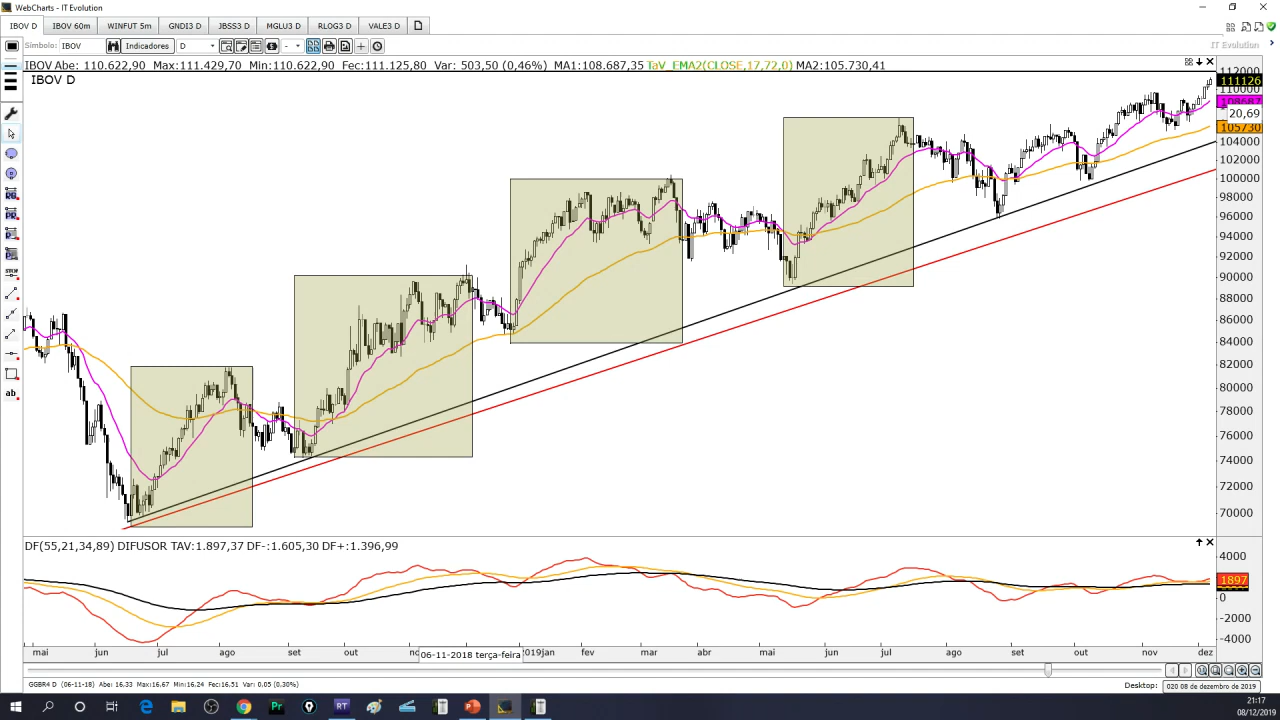 WebCharts - IT Evolution
IBOV D IBOV 60m WINFUT 5m GNDI3 D JBSS3 D MGLU3 D RLOG3 D VALE3 D
Símbolo: IBOV Indicadores D -
IT Evolution
IBOV Abe: 110.622,90 Max:111.429,70 Min:110.622,90 Fec:111.125,80 Var: 503,50 (0,46%) MA1:108.687,35 TaV_EMA2(CLOSE,17,72,0) MA2:105.730,41
IBOV D
112000
111126
110000
108687
20,69
105730
104000
102000
100000
98000
96000
94000
92000
90000
88000
86000
84000
82000
80000
78000
76000
74000
72000
70000
ab
DF(55,21,34,89) DIFUSOR TAV:1.897,37 DF-:1.605,30 DF+:1.396,99
4000
1897
0
-2000
-4000
mai jun jul ago set out 06-11-2018 terça-feira 2019 jan fev mar abr mai jun jul ago set out nov dez
GGBR4 D (06-11-18) Abe: 16,33 Max:16,67 Min:16,24 Fec:16,51 Var: 0.05 (0.30%)
Desktop: 020 08 de dezembro de 2019
21:17
08/12/2019